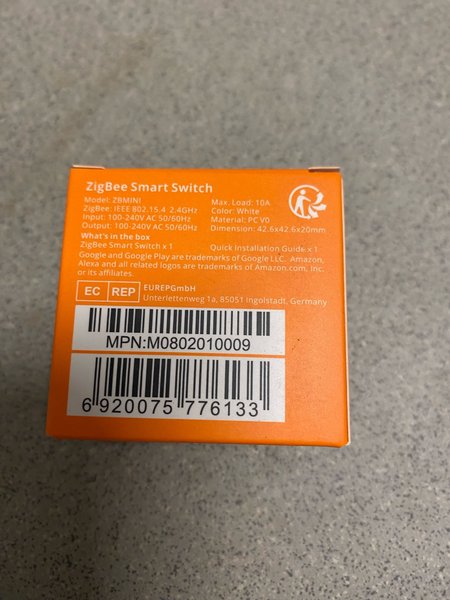 ZigBee Smart Switch
Model: ZBMINI
ZigBee: IEEE 802.15.4 2.4GHz
Input: 100-240V AC 50/60Hz
Output: 100-240V AC 50/60Hz
Max. Load: 10A
Color: White
Material: PC V0
Dimension: 42.6x42.6x20mm
What's in the box
ZigBee Smart Switch x 1
Quick Installation Guide x 1
Google and Google Play are trademarks of Google LLC. Amazon,
Alexa and all related logos are trademarks of Amazon.com, Inc.
or its affiliates.
EC REP
EUREPGmbH
Unterlettenweg 1a, 85051 Ingolstadt, Germany
MPN:M0802010009
6 920075 776133